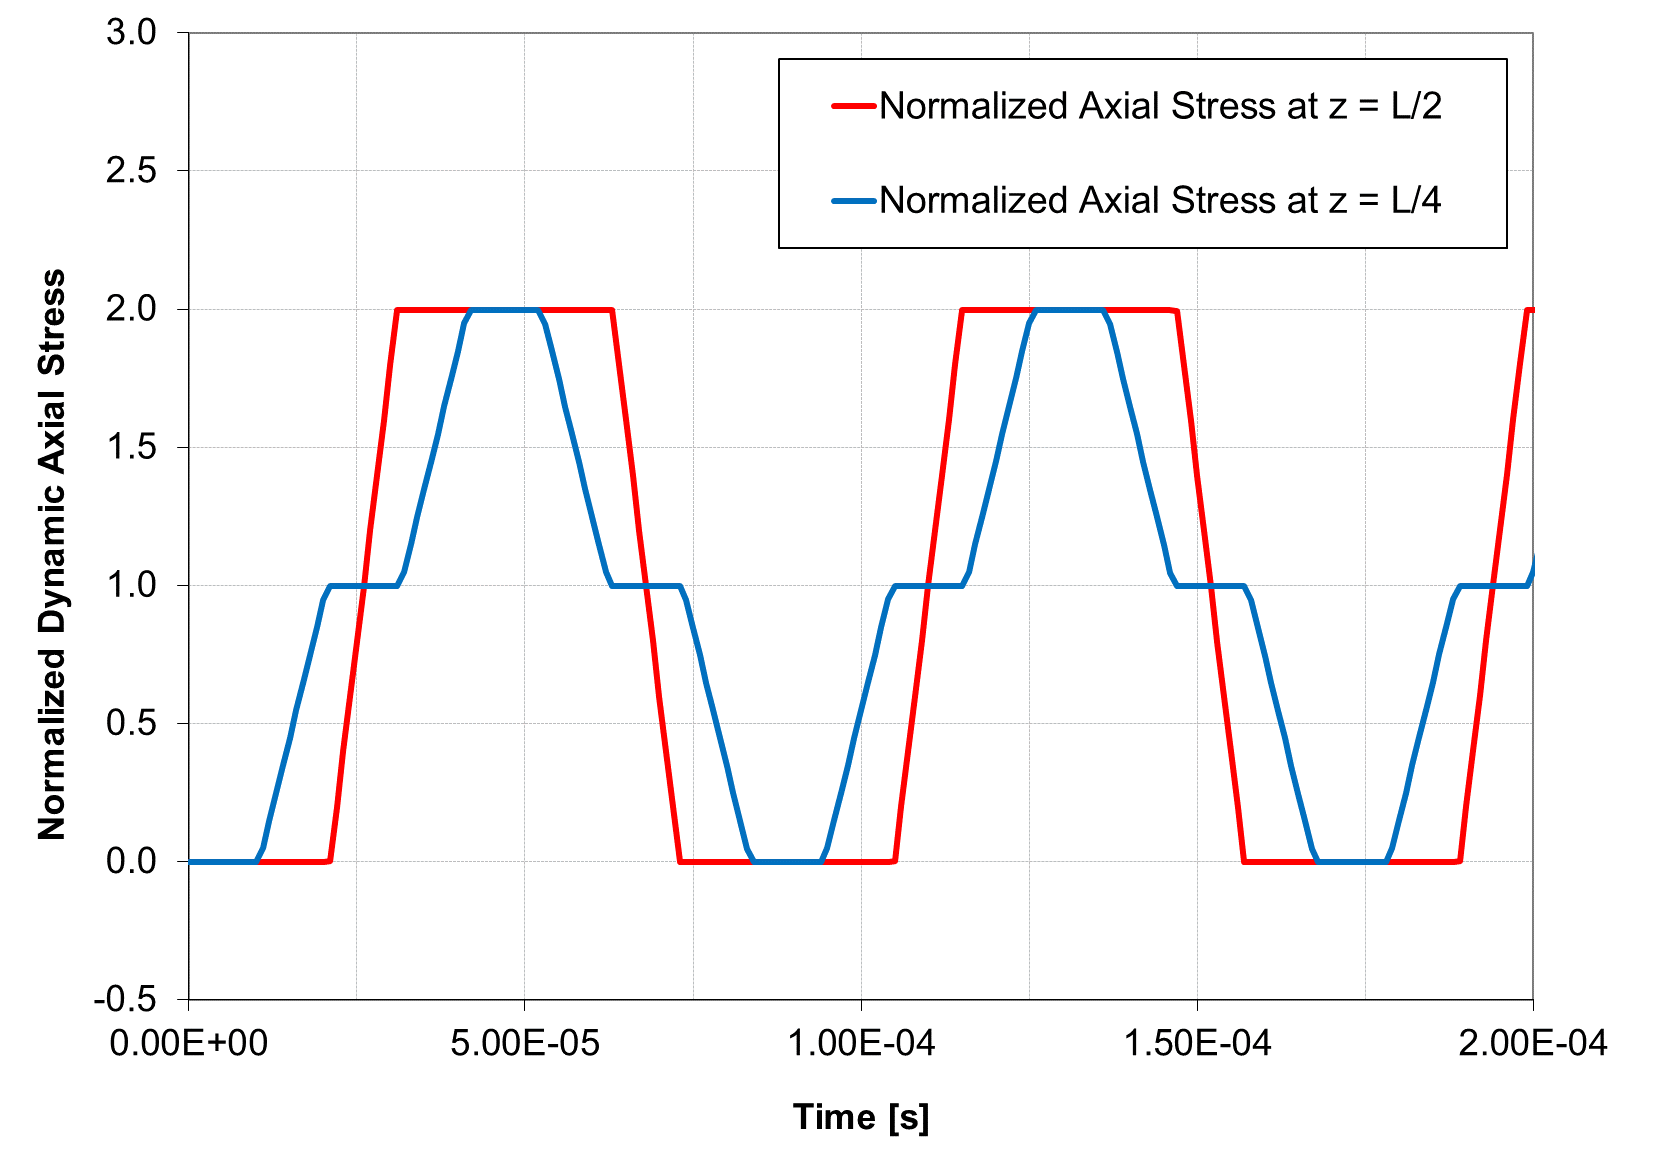 3.0
2.5
2.0
1.5
1.0
0.5
0.0
-0.5
Normalized Dynamic Axial Stress
Normalized Axial Stress at z = L/2
Normalized Axial Stress at z = L/4
0.00E+00 5.00E-05 1.00E-04 1.50E-04 2.00E-04
Time [s]